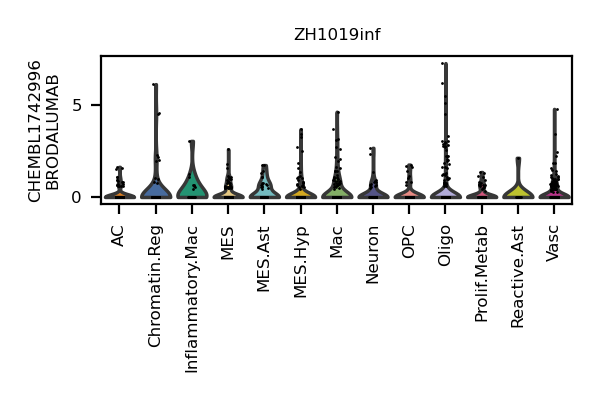 ZH1019inf
CHEMBL1742996
BRODALUMAB
5
0
AC
Chromatin.Reg
Inflammatory.Mac
MES
MES.Ast
MES.Hyp
Mac
Neuron
OPC
Oligo
Prolif.Metab
Reactive.Ast
Vasc